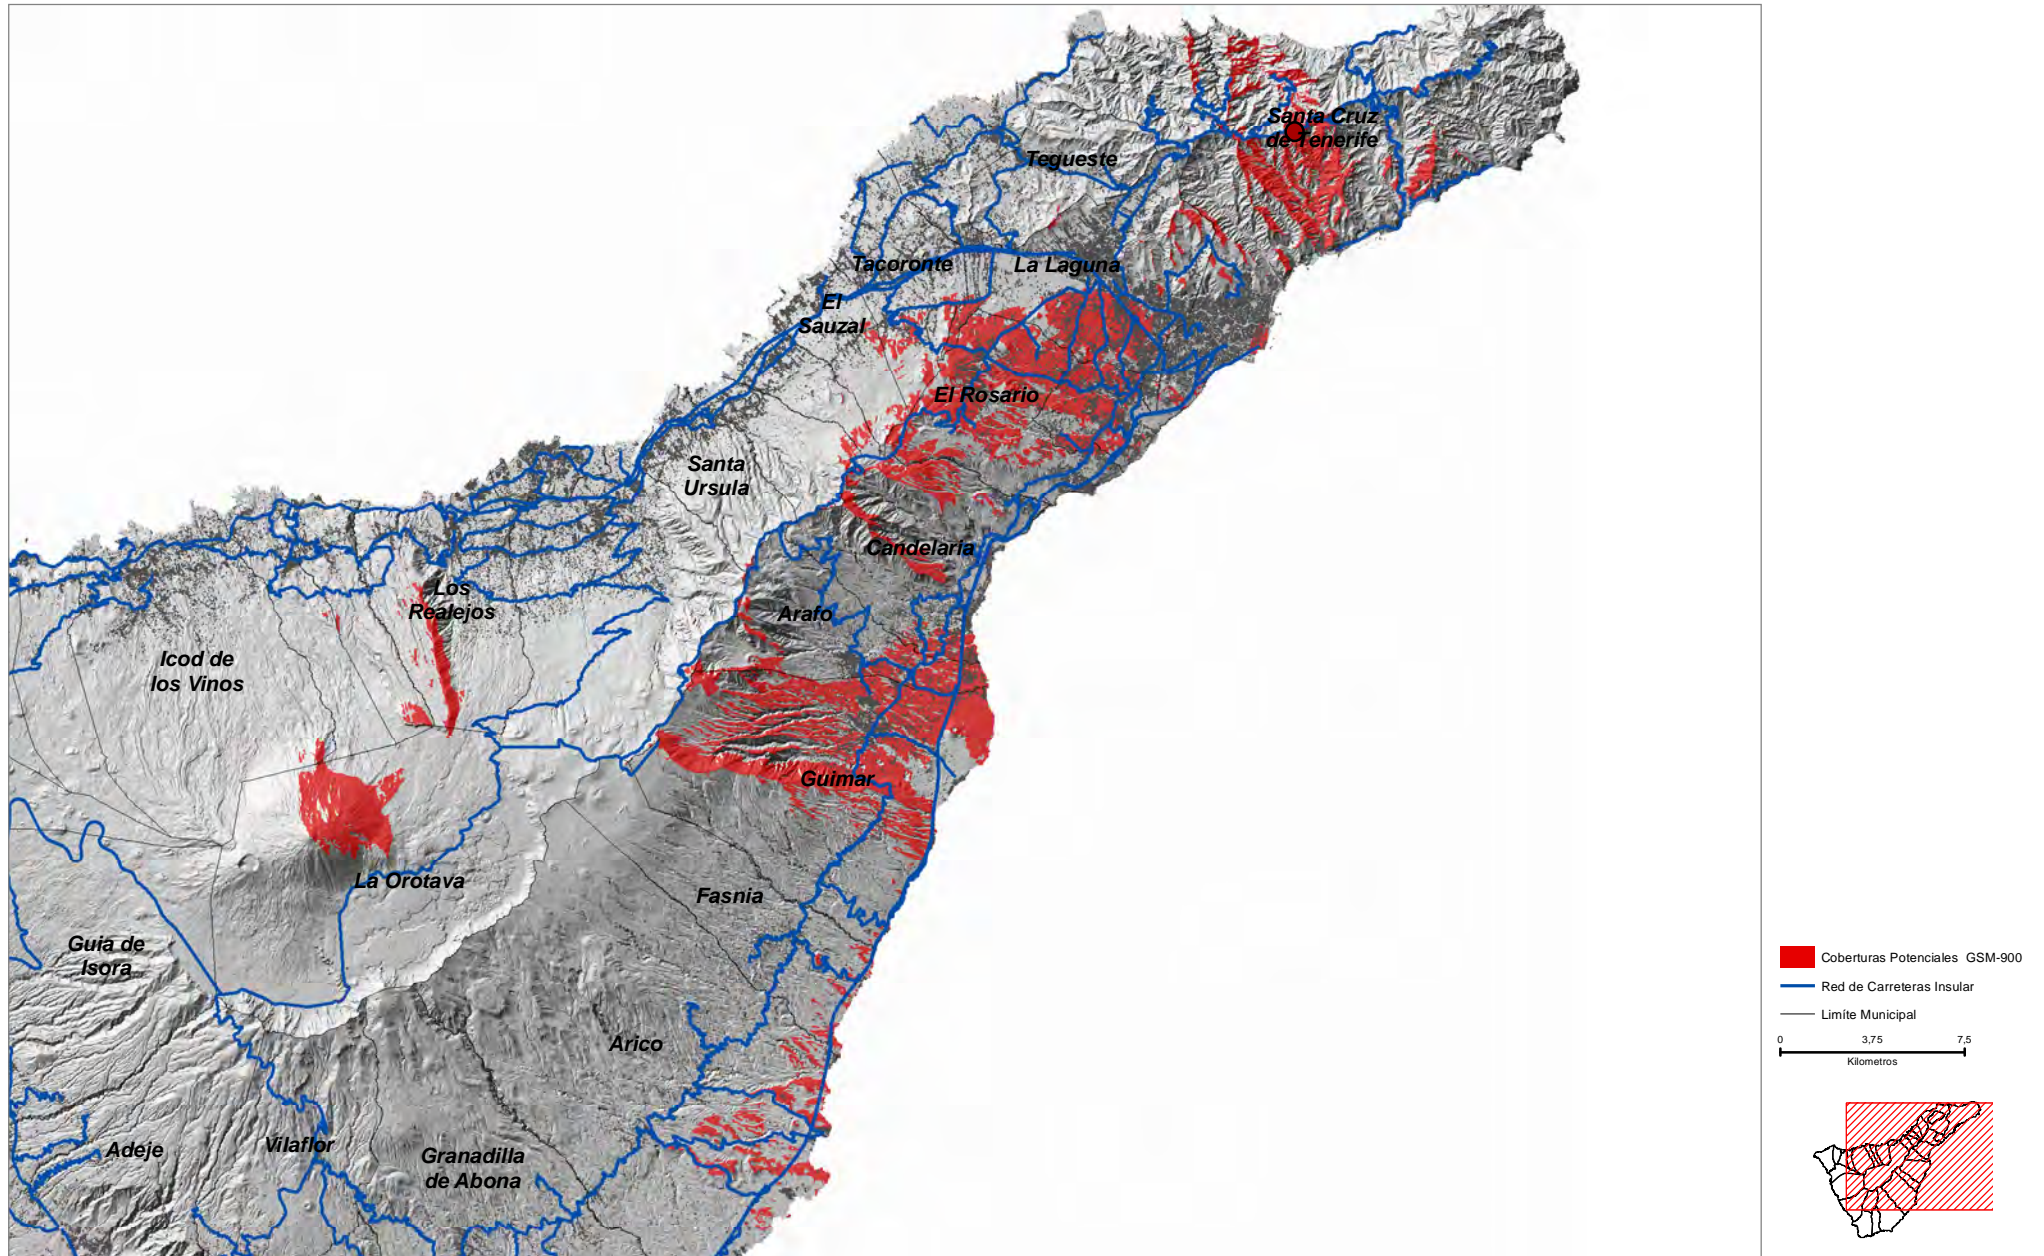 Santa Cruz
de Tenerife
Tegueste
Tacoronte
La Laguna
El
Sauzal
El Rosario
Santa
Ursula
Candelaria
Los
Realejos
Arafo
Icod de
los Vinos
Guimar
La Orotava
Fasnia
Guia de
Isora
Arico
Adeje
Vilaflor
Granadilla
de Abona
Coberturas Potenciales GSM-900
Red de Carreteras Insular
Limíte Municipal
0 3,75 7,5
Kilometros